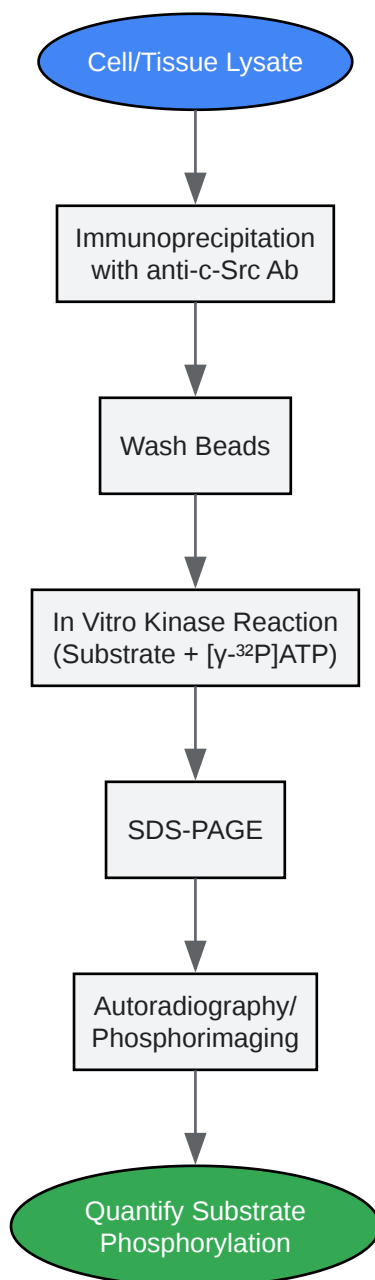 Cell/Tissue Lysate
Immunoprecipitation
with anti-c-Src Ab
Wash Beads
In Vitro Kinase Reaction
(Substrate + [γ-³²P]ATP)
SDS-PAGE
Autoradiography/
Phosphorimaging
Quantify Substrate
Phosphorylation